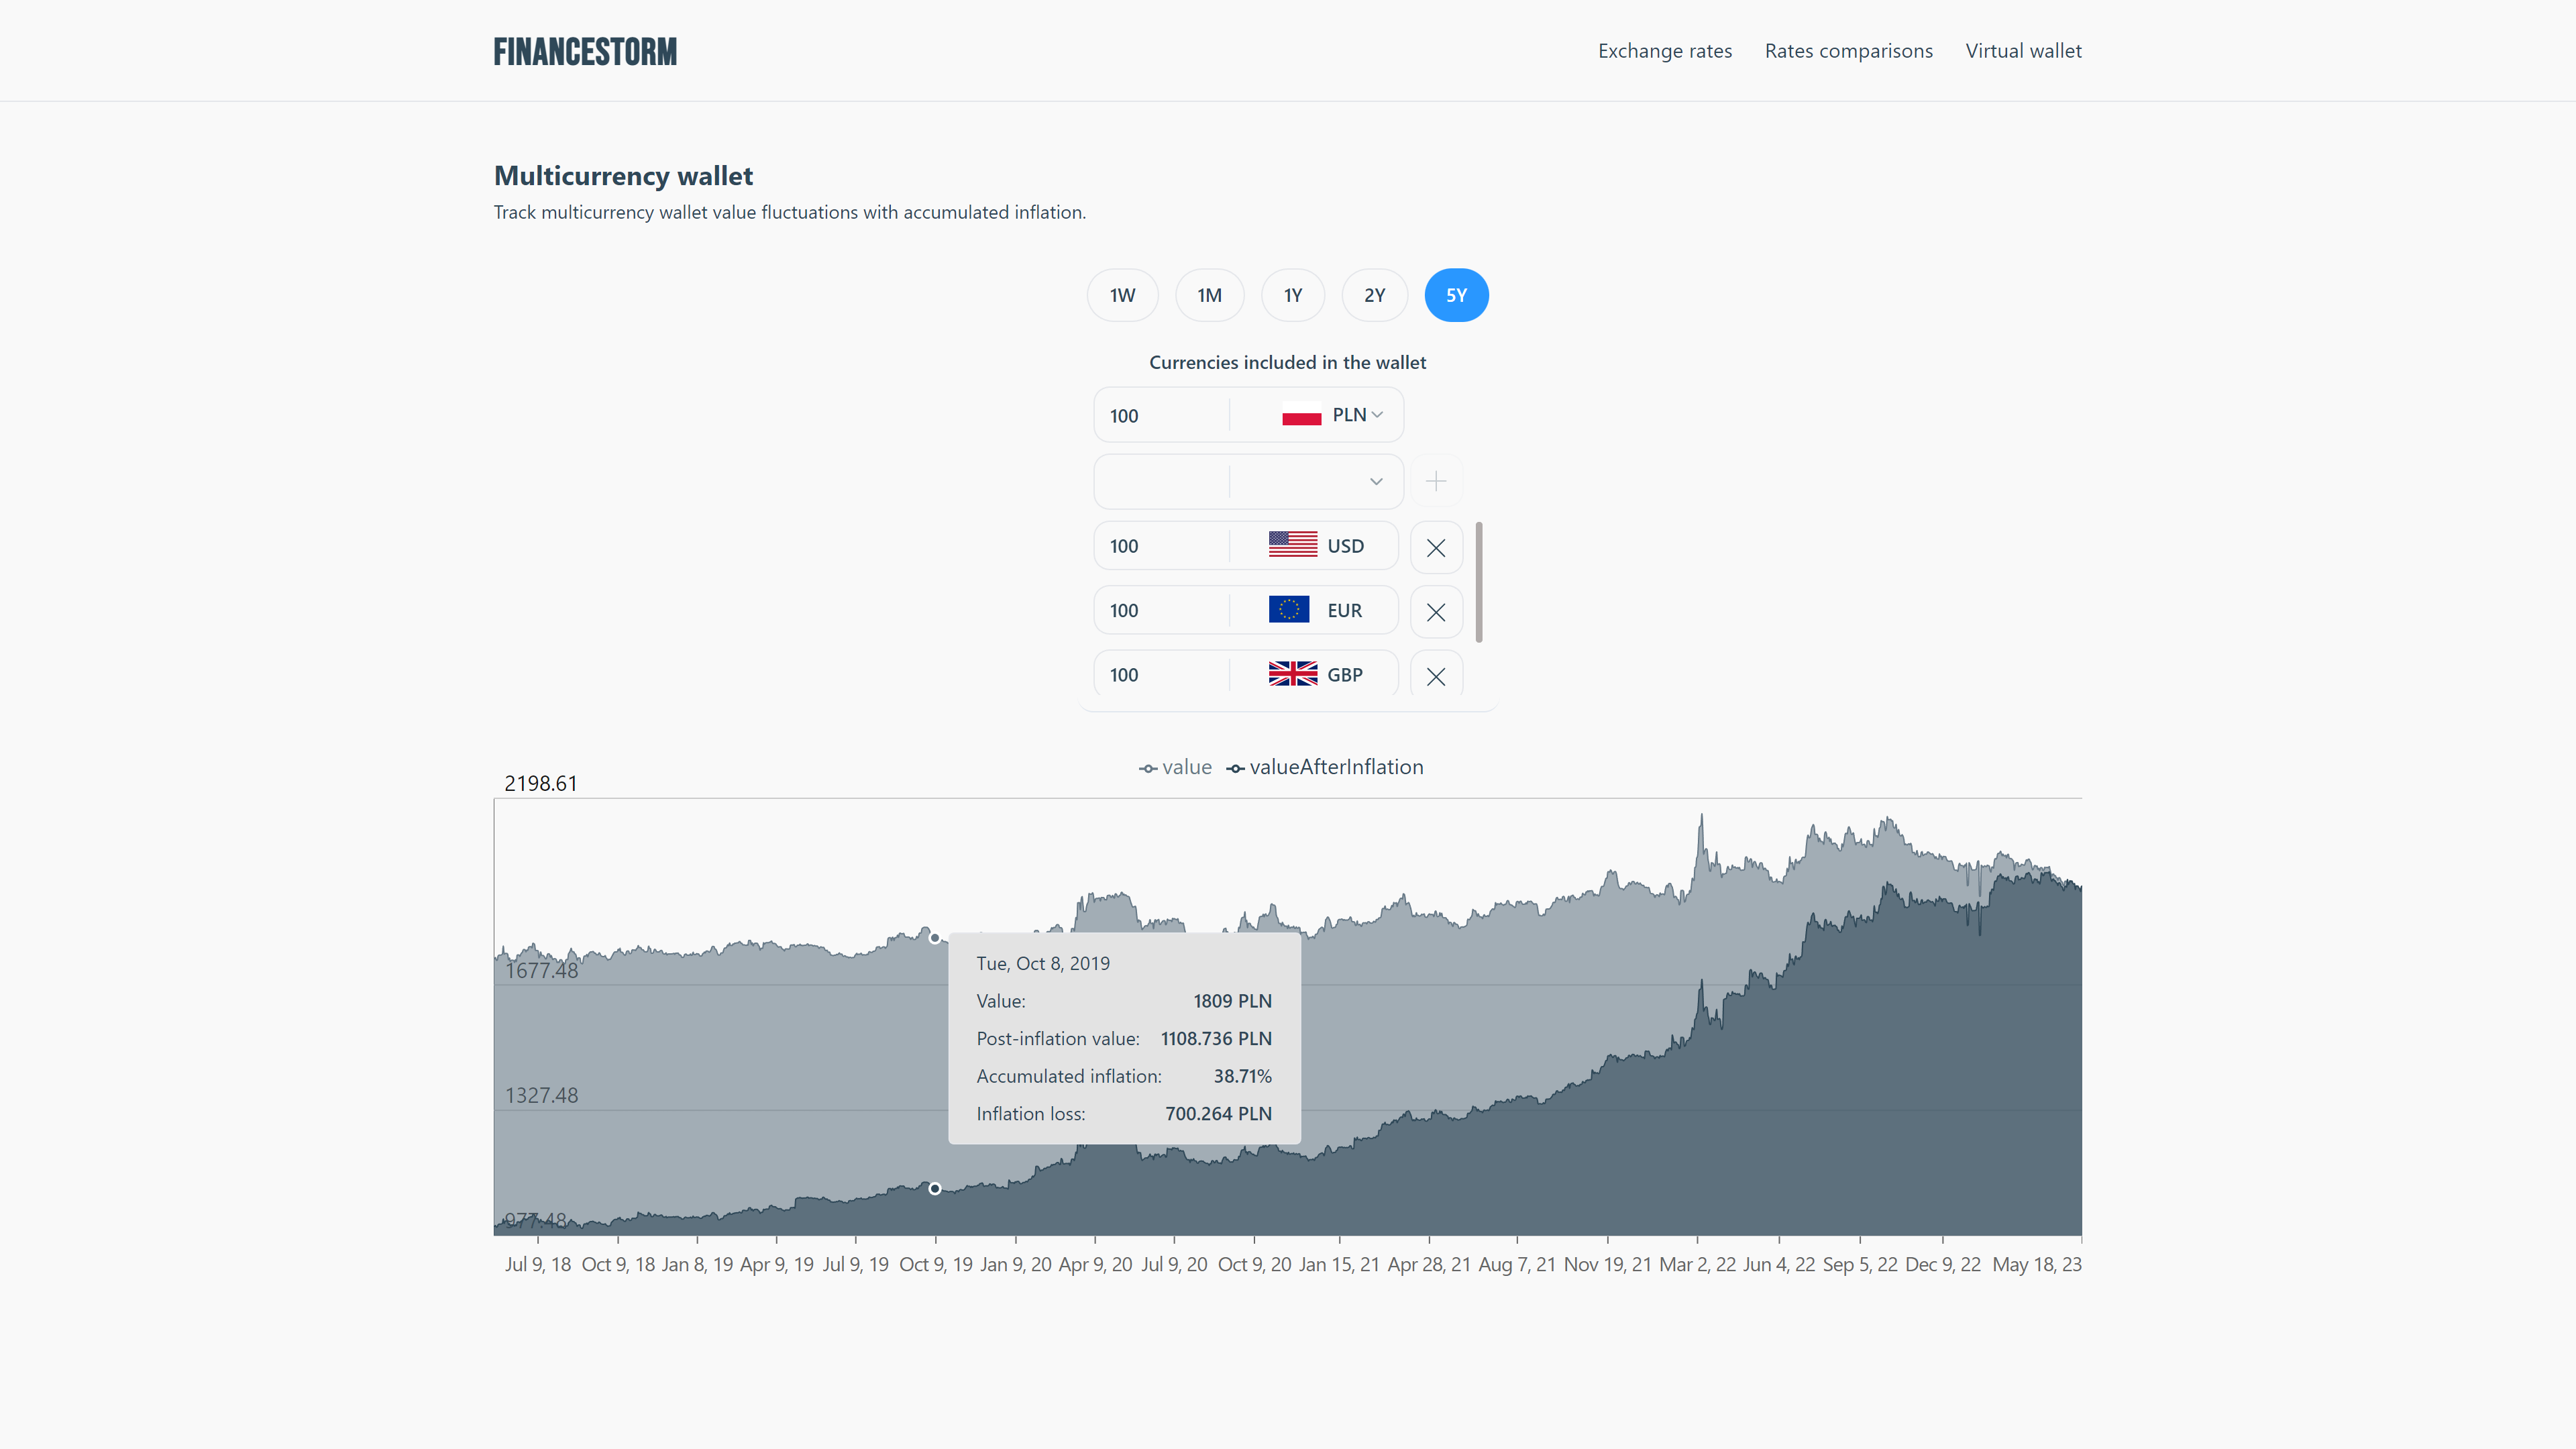 FINANCESTORM
Exchange rates Rates comparisons Virtual wallet
Multicurrency wallet
Track multicurrency wallet value fluctuations with accumulated inflation.
1W 1M 1Y 2Y 5Y
Currencies included in the wallet
100 PLN
100 USD
100 EUR
100 GBP
value valueAfterInflation
2198.61
1677.48
1327.48
977.48
Tue, Oct 8, 2019
Value: 1809 PLN
Post-inflation value: 1108.736 PLN
Accumulated inflation: 38.71%
Inflation loss: 700.264 PLN
Jul 9, 18 Oct 9, 18 Jan 8, 19 Apr 9, 19 Jul 9, 19 Oct 9, 19 Jan 9, 20 Apr 9, 20 Jul 9, 20 Oct 9, 20 Jan 15, 21 Apr 28, 21 Aug 7, 21 Nov 19, 21 Mar 2, 22 Jun 4, 22 Sep 5, 22 Dec 9, 22 May 18, 23